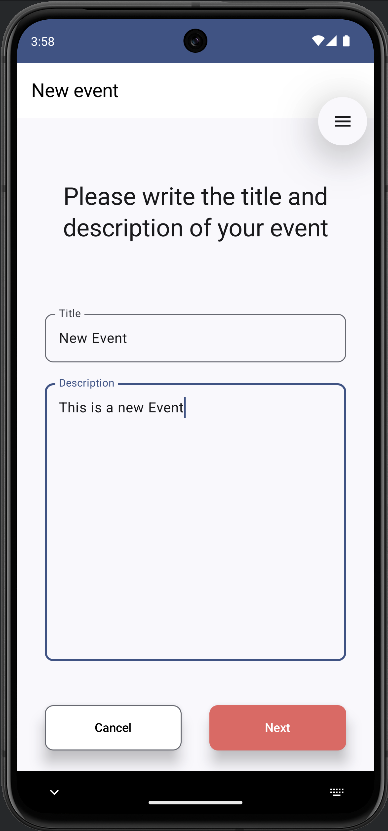 3:58
New event
Please write the title and
description of your event
Title
New Event
Description
This is a new Event
Cancel
Next